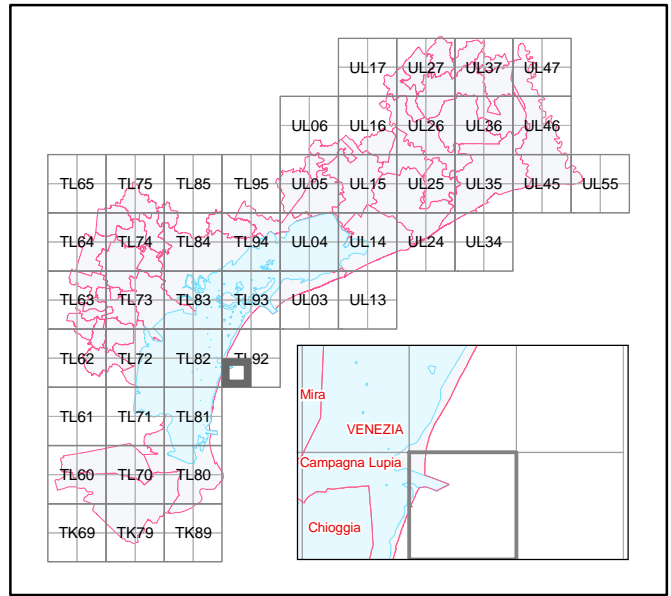 UL17 UL27 UL37 UL47
UL06 UL16 UL26 UL36 UL46
TL65 TL75 TL85 TL95 UL05 UL15 UL25 UL35 UL45 UL55
TL64 TL74 TL84 TL94 UL04 UL14 UL24 UL34
TL63 TL73 TL83 TL93 UL03 UL13
TL62 TL72 TL82 TL92
TL61 TL71 TL81
TL60 TL70 TL80
TK69 TK79 TK89
Mira
VENEZIA
Campagna Lupia
Chioggia